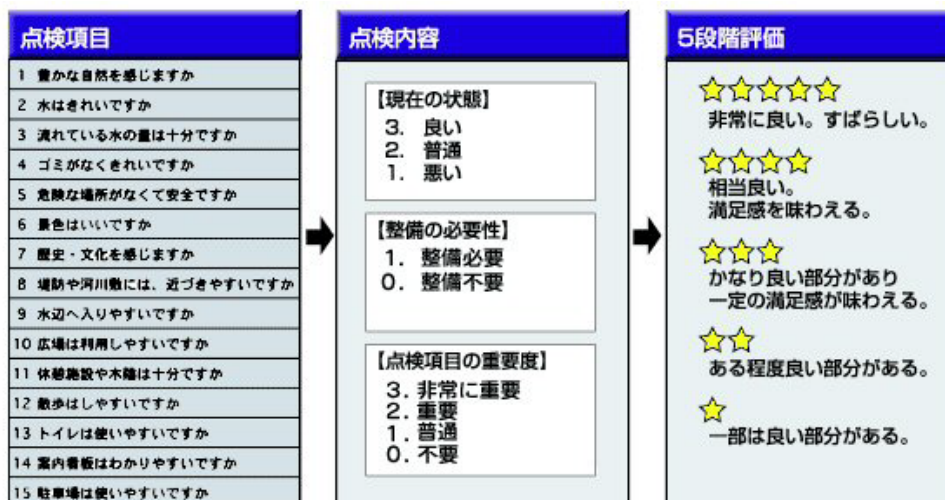 点検項目
1 豊かな自然を感じますか
2 水はきれいですか
3 流れている水の量は十分ですか
4 ゴミがなくきれいですか
5 危険な場所がなくて安全ですか
6 景色はいいですか
7 歴史・文化を感じますか
8 堤防や河川敷には、近づきやすいですか
9 水辺へ入りやすいですか
10 広場は利用しやすいですか
11 休憩施設や木陰は十分ですか
12 散歩はしやすいですか
13 トイレは使いやすいですか
14 案内看板はわかりやすいですか
15 駐車場は使いやすいですか
点検内容
【現在の状態】
3. 良い
2. 普通
1. 悪い
【整備の必要性】
1. 整備必要
0. 整備不要
【点検項目の重要度】
3. 非常に重要
2. 重要
1. 普通
0. 不要
5段階評価
非常に良い。すばらしい。
相当良い。
満足感を味わえる。
かなり良い部分があり
一定の満足感が味わえる。
ある程度良い部分がある。
一部は良い部分がある。